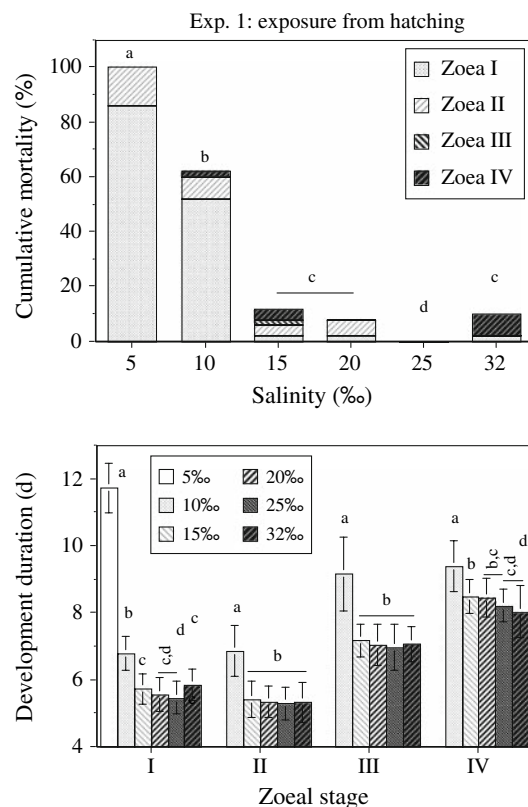 Exp. 1: exposure from hatching
Cumulative mortality (%)
100
80
60
40
20
0
a
b
c
d
c
Zoea I
Zoea II
Zoea III
Zoea IV
5 10 15 20 25 32
Salinity (‰)
Development duration (d)
12
10
8
6
4
5‰ 20‰
10‰ 25‰
15‰ 32‰
a
b
c
c,d
d
c
a
b
a
b
a
b
b,c
c,d
d
I II III IV
Zoeal stage